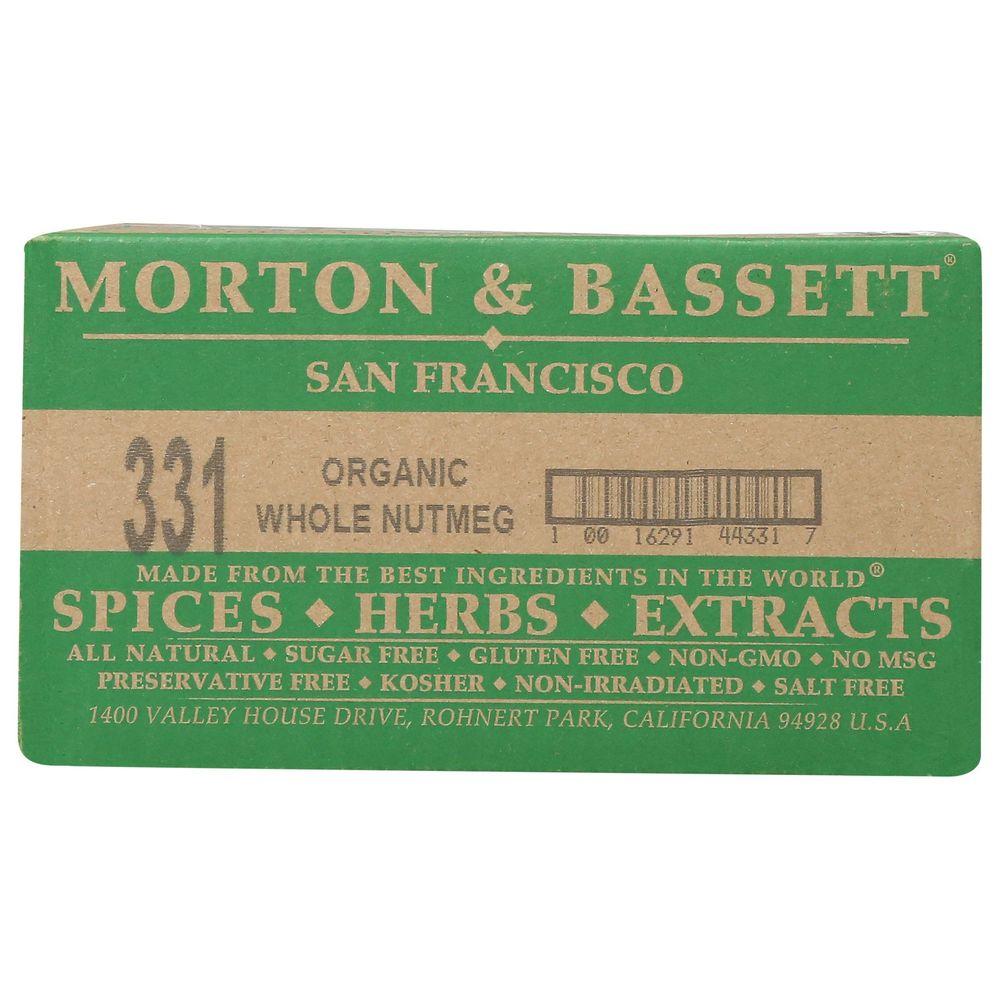 MORTON & BASSETT®
SAN FRANCISCO
331
ORGANIC
WHOLE NUTMEG
1 00 16291 44331 7
MADE FROM THE BEST INGREDIENTS IN THE WORLD®
SPICES ◆ HERBS ◆ EXTRACTS
ALL NATURAL ◆ SUGAR FREE ◆ GLUTEN FREE ◆ NON-GMO ◆ NO MSG
PRESERVATIVE FREE ◆ KOSHER ◆ NON-IRRADIATED ◆ SALT FREE
1400 VALLEY HOUSE DRIVE, ROHNERT PARK, CALIFORNIA 94928 U.S.A